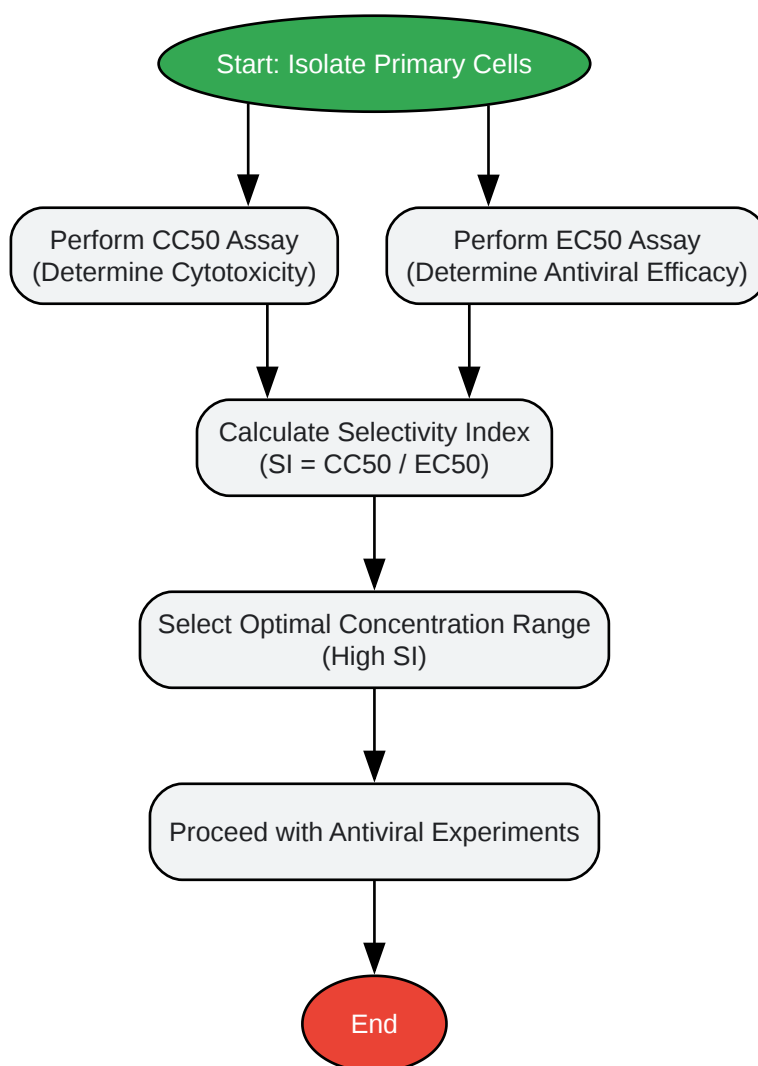 Start: Isolate Primary Cells
Perform CC50 Assay
(Determine Cytotoxicity)
Perform EC50 Assay
(Determine Antiviral Efficacy)
Calculate Selectivity Index
(SI = CC50 / EC50)
Select Optimal Concentration Range
(High SI)
Proceed with Antiviral Experiments
End